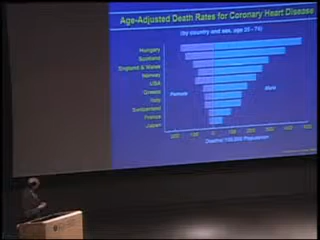 Age-Adjusted Death Rates for Coronary Heart Disease
(by country and sex, age 35 - 74)
Hungary
Scotland
England & Wales
Norway
USA
Greece
Italy
Switzerland
France
Japan
Female
Male
Deaths/100,000 Population